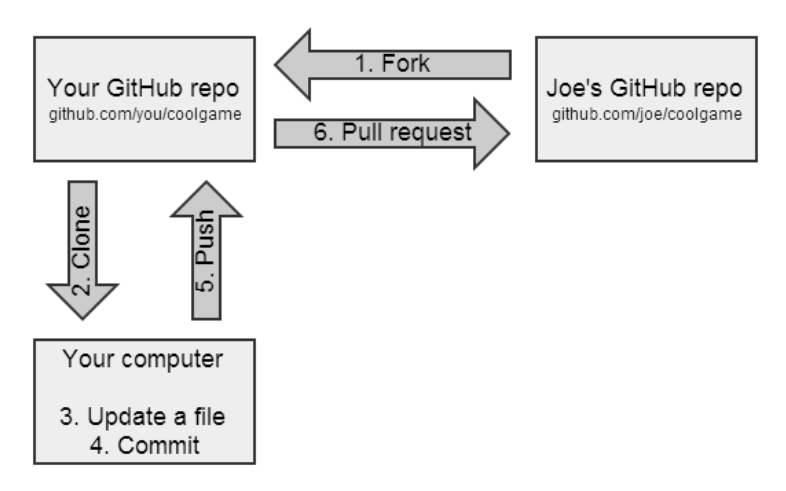 Your GitHub repo
github.com/you/coolgame
1. Fork
6. Pull request
Joe's GitHub repo
github.com/joe/coolgame
2. Clone
5. Push
Your computer
3. Update a file
4. Commit